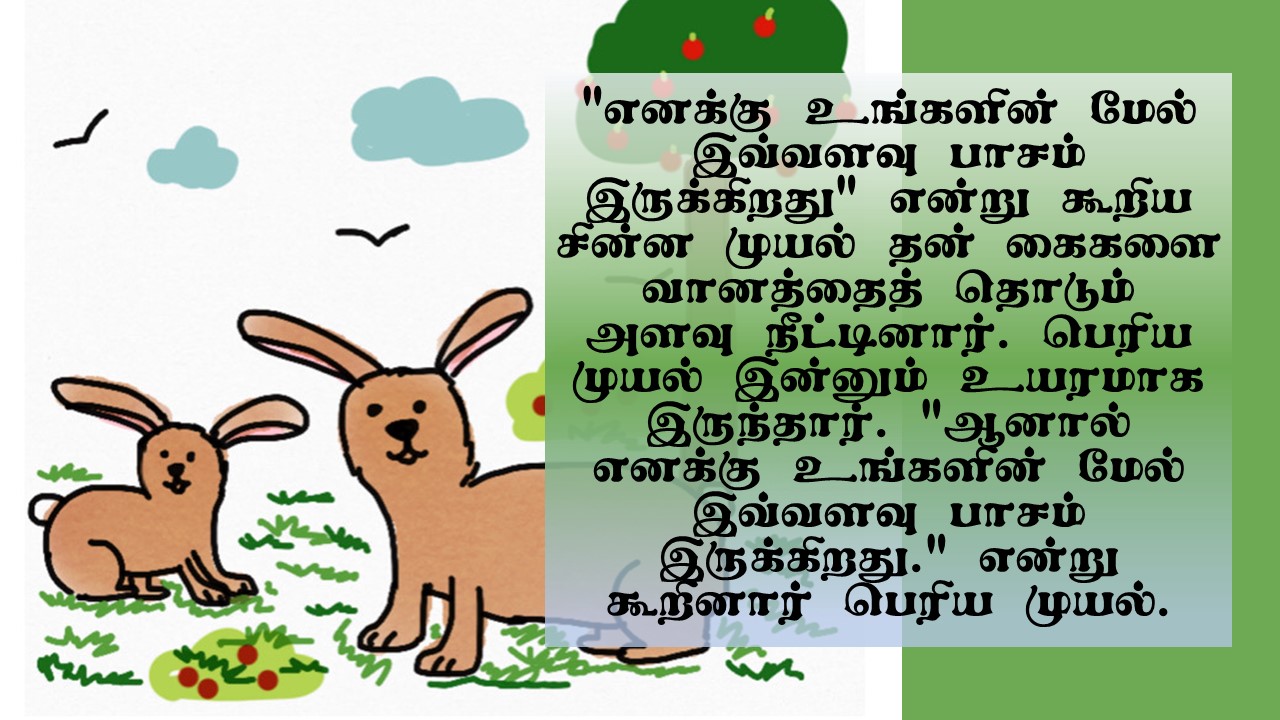 "எனக்கு உங்களின் மேல்
இவ்வளவு பாசம்
இருக்கிறது" என்று கூறிய
சின்ன முயல் தன் கைகளை
வானத்தைத் தொடும்
அளவு நீட்டினார். பெரிய
முயல் இன்னும் உயரமாக
இருந்தார். "ஆனால்
எனக்கு உங்களின் மேல்
இவ்வளவு பாசம்
இருக்கிறது." என்று
கூறினார் பெரிய முயல்.